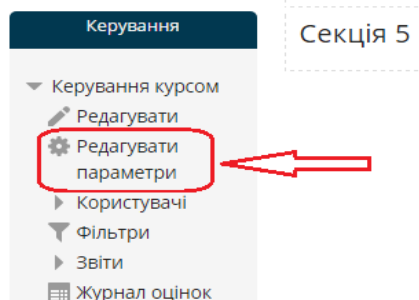 Керування
Секція 5
Керування курсом
Редагувати
Редагувати
параметри
Користувачі
Фільтри
Звіти
Журнал оцінок